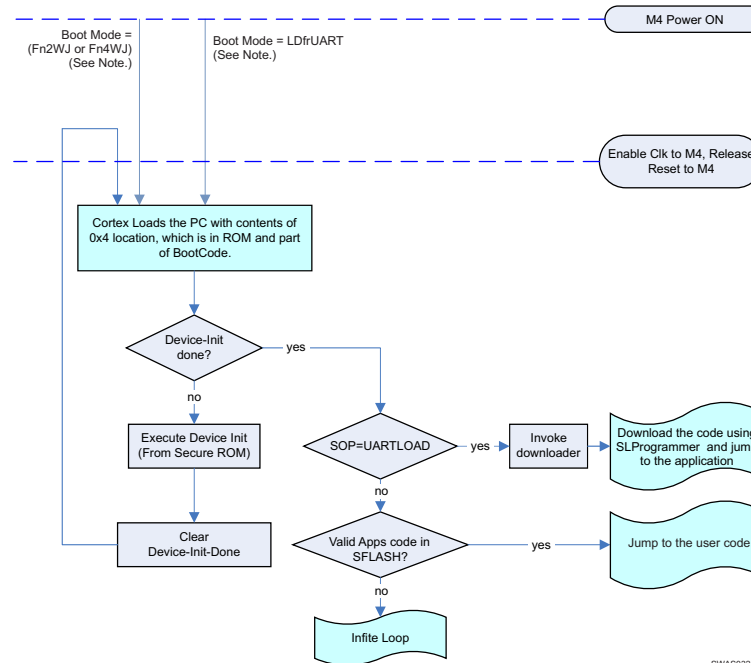 M4 Power ON
Boot Mode =
(Fn2WJ or Fn4WJ)
(See Note.)
Boot Mode = LDfrUART
(See Note.)
Enable Clk to M4, Release
Reset to M4
Cortex Loads the PC with contents of
0x4 location, which is in ROM and part
of BootCode.
Device-Init
done?
yes
no
Execute Device Init
(From Secure ROM)
Clear
Device-Init-Done
SOP=UARTLOAD
yes
Invoke
downloader
Download the code using
SLProgrammer and jum
to the application
no
Valid Apps code in
SFLASH?
yes
Jump to the user code
no
Infite Loop